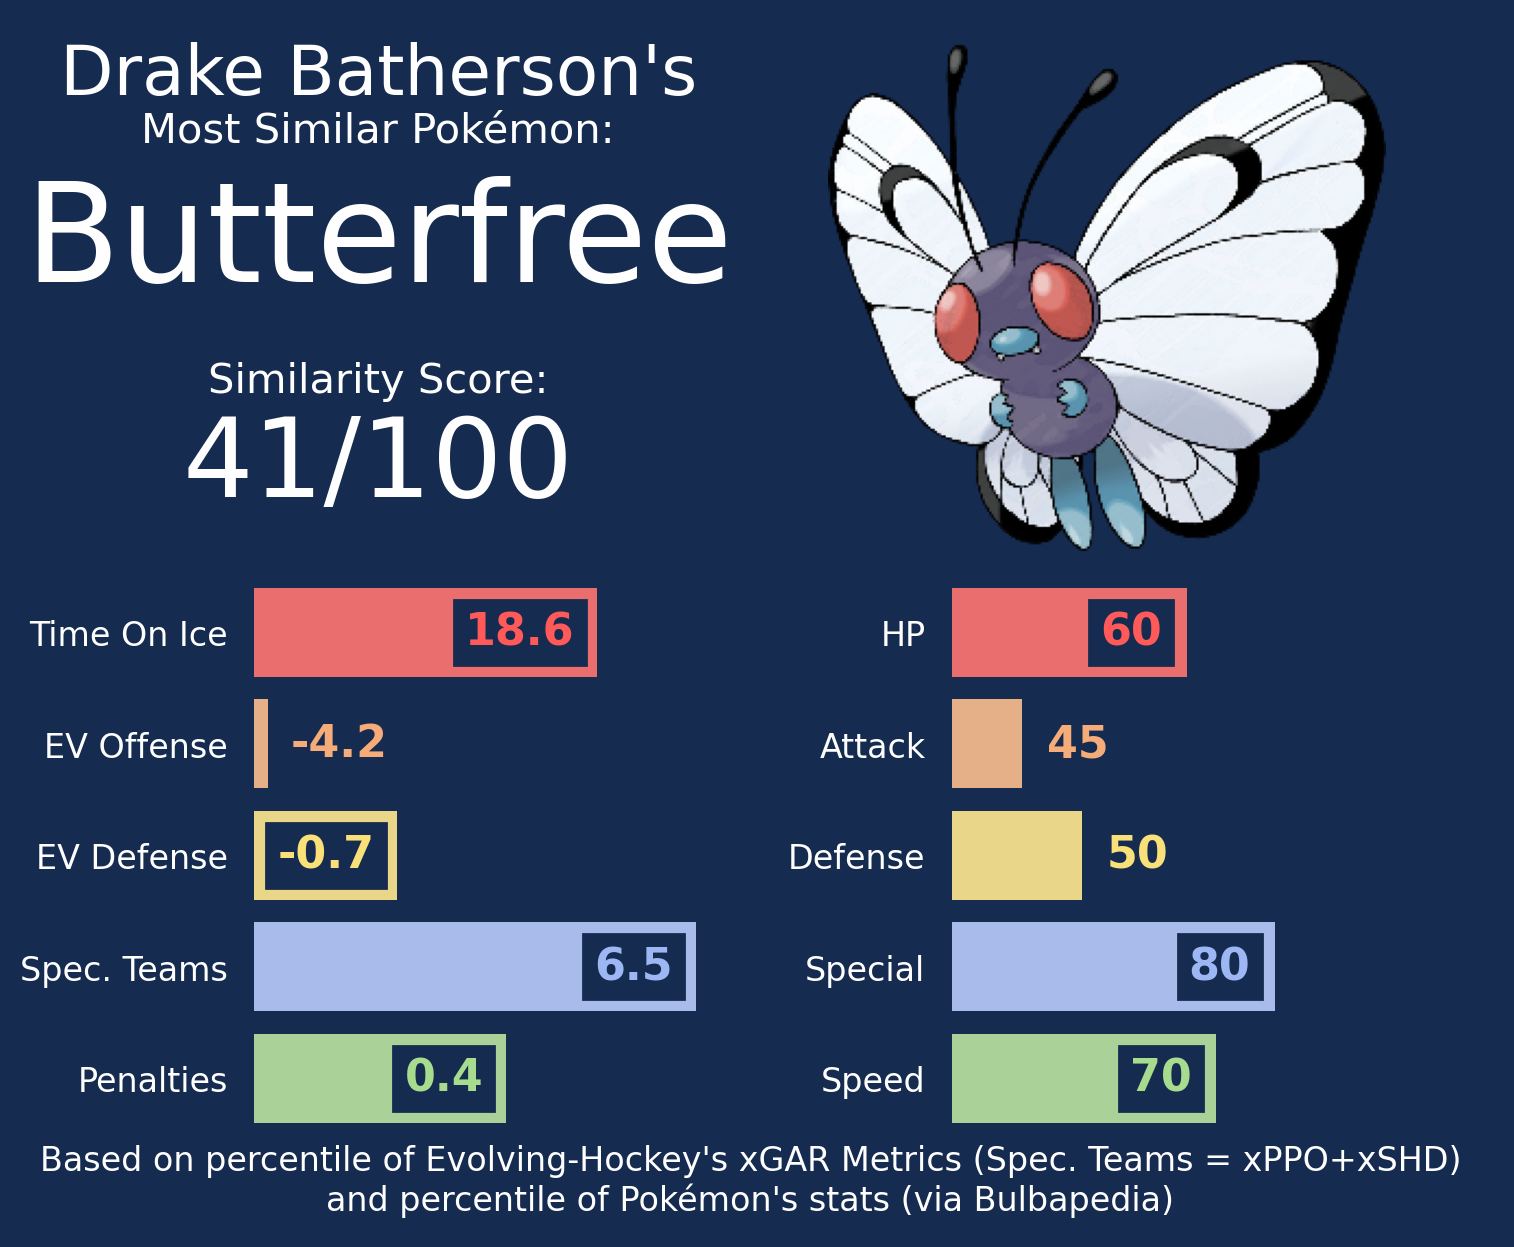 Drake Batherson's
Most Similar Pokémon:
Butterfree
Similarity Score:
41/100
Time On Ice 18.6
EV Offense -4.2
EV Defense -0.7
Spec. Teams 6.5
Penalties 0.4
HP 60
Attack 45
Defense 50
Special 80
Speed 70
Based on percentile of Evolving-Hockey's xGAR Metrics (Spec. Teams = xPPO+xSHD)
and percentile of Pokémon's stats (via Bulbapedia)